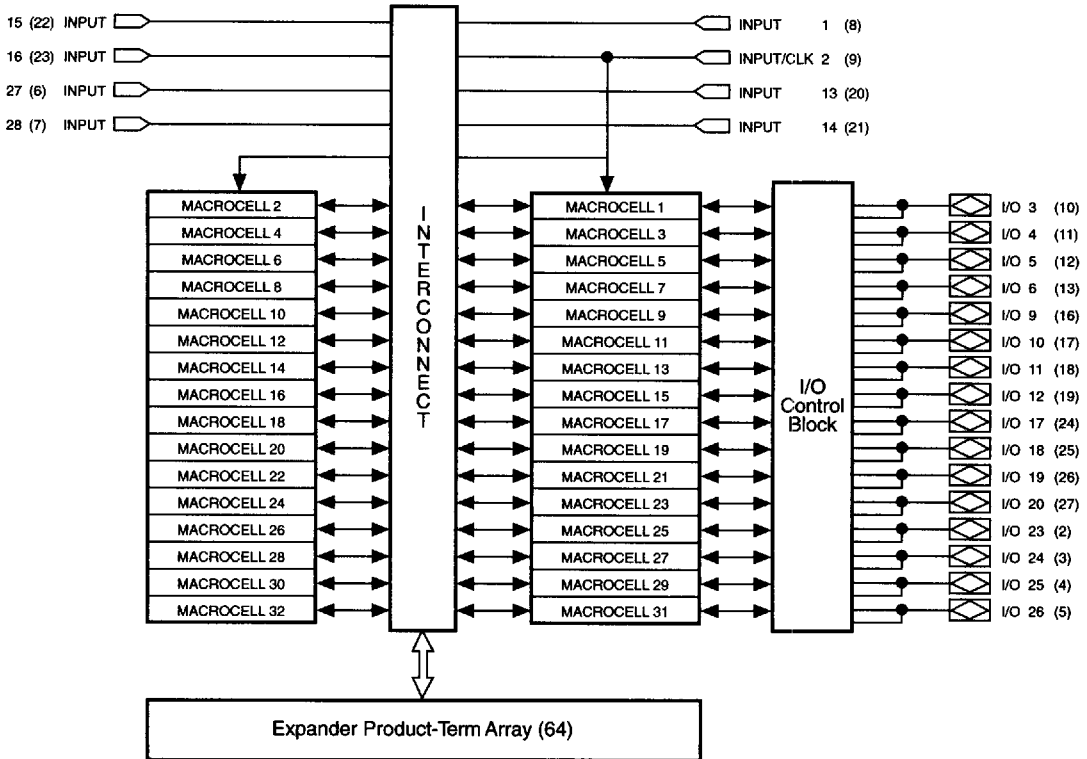 15 (22) INPUT
16 (23) INPUT
27 (6) INPUT
28 (7) INPUT
INPUT 1 (8)
INPUT/CLK 2 (9)
INPUT 13 (20)
INPUT 14 (21)
MACROCELL 2
MACROCELL 4
MACROCELL 6
MACROCELL 8
MACROCELL 10
MACROCELL 12
MACROCELL 14
MACROCELL 16
MACROCELL 18
MACROCELL 20
MACROCELL 22
MACROCELL 24
MACROCELL 26
MACROCELL 28
MACROCELL 30
MACROCELL 32
INTERCONNECT
MACROCELL 1
MACROCELL 3
MACROCELL 5
MACROCELL 7
MACROCELL 9
MACROCELL 11
MACROCELL 13
MACROCELL 15
MACROCELL 17
MACROCELL 19
MACROCELL 21
MACROCELL 23
MACROCELL 25
MACROCELL 27
MACROCELL 29
MACROCELL 31
I/O
Control
Block
I/O 3 (10)
I/O 4 (11)
I/O 5 (12)
I/O 6 (13)
I/O 9 (16)
I/O 10 (17)
I/O 11 (18)
I/O 12 (19)
I/O 17 (24)
I/O 18 (25)
I/O 19 (26)
I/O 20 (27)
I/O 23 (2)
I/O 24 (3)
I/O 25 (4)
I/O 26 (5)
Expander Product-Term Array (64)